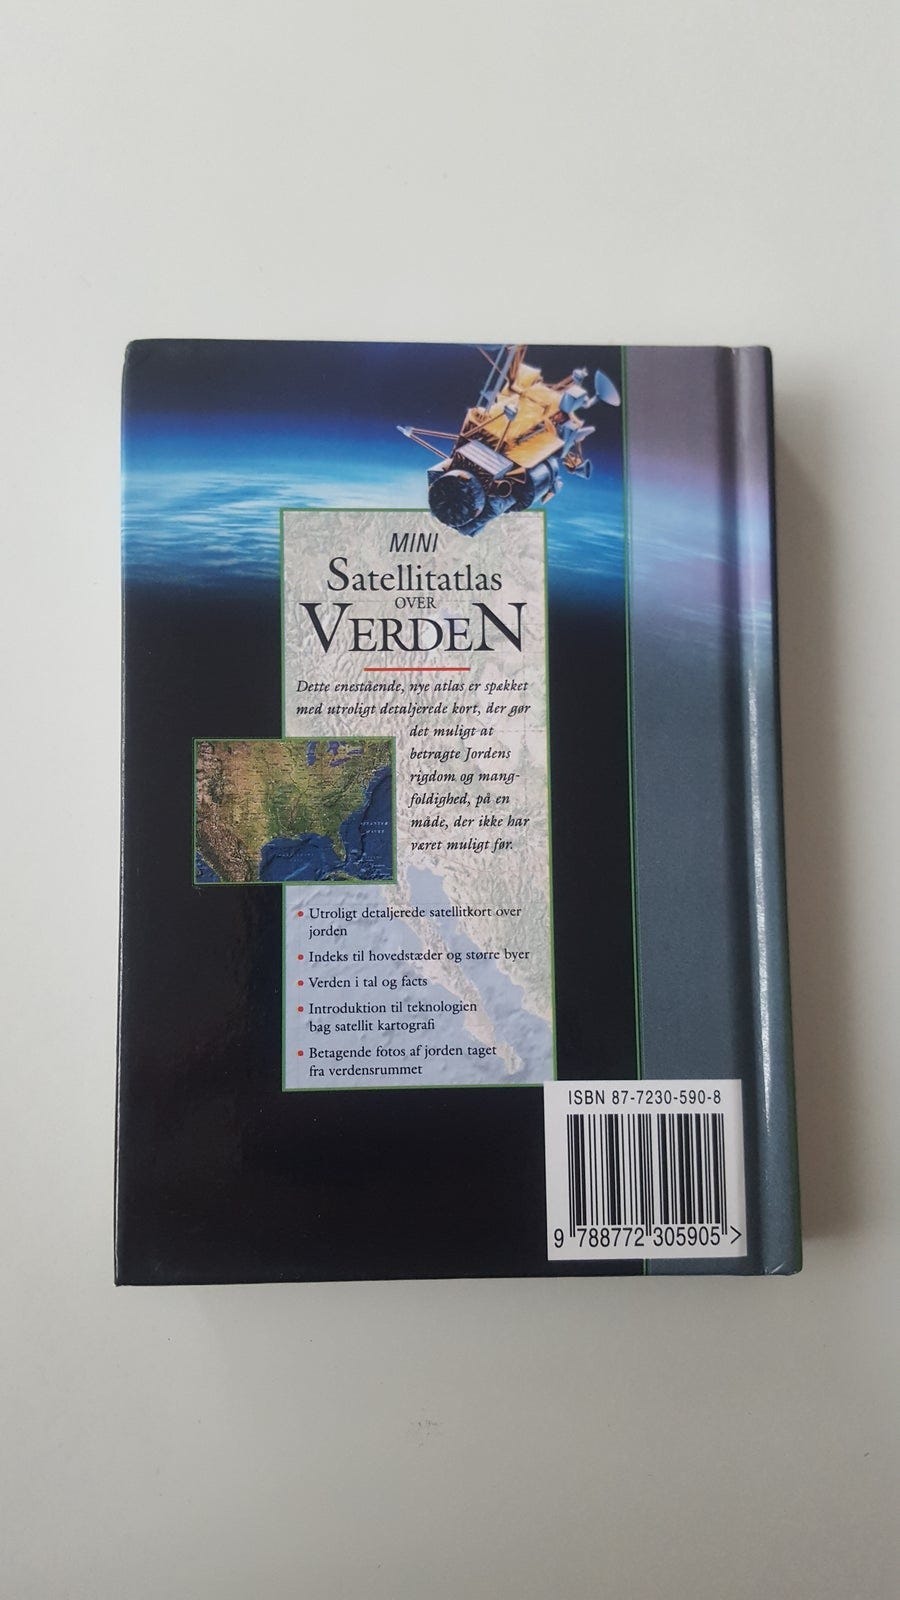 MINI
Satellitatlas
OVER
VERDEN
Dette enestående, nye atlas er spækket
med utroligt detaljerede kort, der gør
det muligt at
betragte Jordens
rigdom og mang-
foldighed, på en
måde, der ikke har
været muligt før.
• Utroligt detaljerede satellitkort over
jorden
• Indeks til hovedstæder og større byer
• Verden i tal og facts
• Introduktion til teknologien
bag satellit kartografi
• Betagende fotos af jorden taget
fra verdensrummet
ISBN 87-7230-590-8
9 788772 305905 >